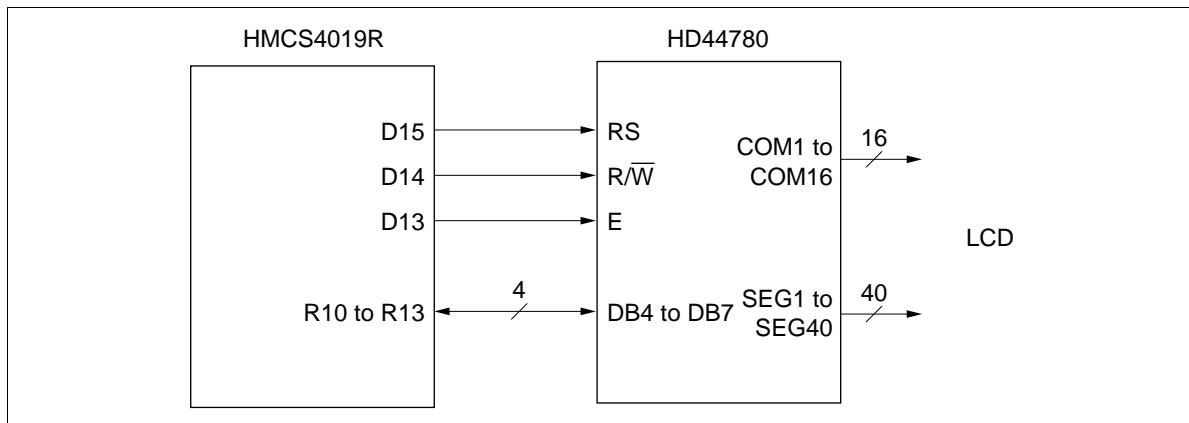 HMCS4019R
HD44780
D15
RS
D14
R/W̅
D13
E
R10 to R13
4
DB4 to DB7
COM1 to
COM16
16
SEG1 to
SEG40
40
LCD